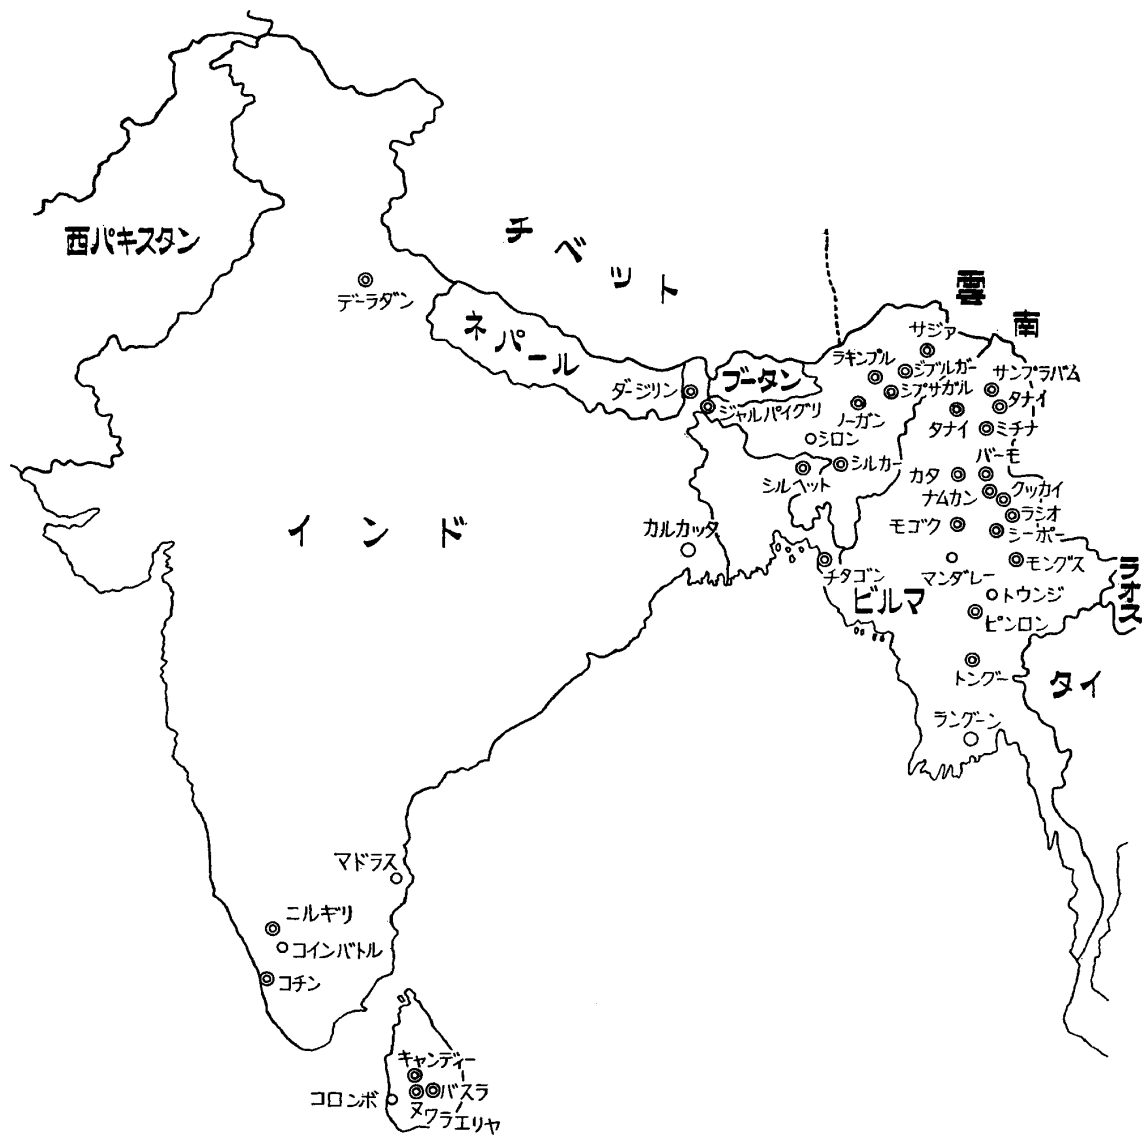 西パキスタン
チベット
雲南
デーラダン
ネパール
サジア
ラキンプル
ジブルガー
サンプラバム
ダージリン
ブータン
シブサガル
タナイ
ジャルパイグリ
ノーガン
タナイ
ミチナ
シロン
バーモ
シルカー
カタ
シルヘット
ナムカン
クッカイ
インド
カルカッタ
モゴク
ラシオ
シーポー
チタゴン
マンダレー
モングス
ラオス
ビルマ
トウンジ
ピンロン
トングー
タイ
ラングーン
マドラス
ニルギリ
コインバトル
コチン
キャンディー
コロンボ
バスラ
ヌワラエリヤ